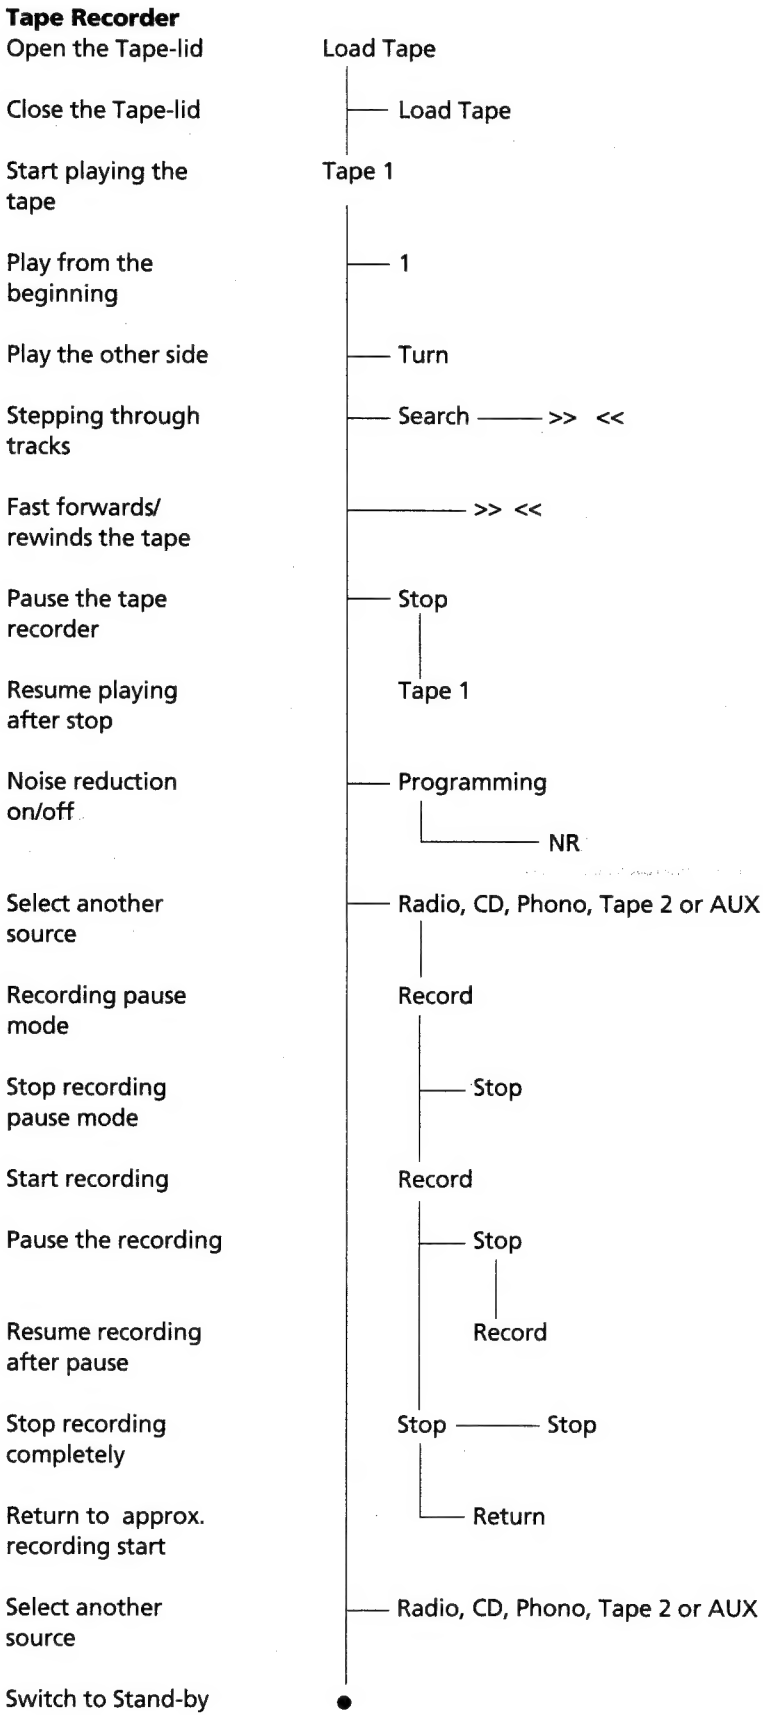 Tape Recorder
Open the Tape-lid Load Tape
Close the Tape-lid Load Tape
Start playing the Tape 1
tape
Play from the 1
beginning
Play the other side Turn
Stepping through Search >> <<
tracks
Fast forwards/ >> <<
rewinds the tape
Pause the tape Stop
recorder
Resume playing Tape 1
after stop
Noise reduction Programming
on/off
NR
Select another Radio, CD, Phono, Tape 2 or AUX
source
Recording pause Record
mode
Stop recording Stop
pause mode
Start recording Record
Pause the recording Stop
Resume recording Record
after pause
Stop recording Stop Stop
completely
Return to approx. Return
recording start
Select another Radio, CD, Phono, Tape 2 or AUX
source
Switch to Stand-by